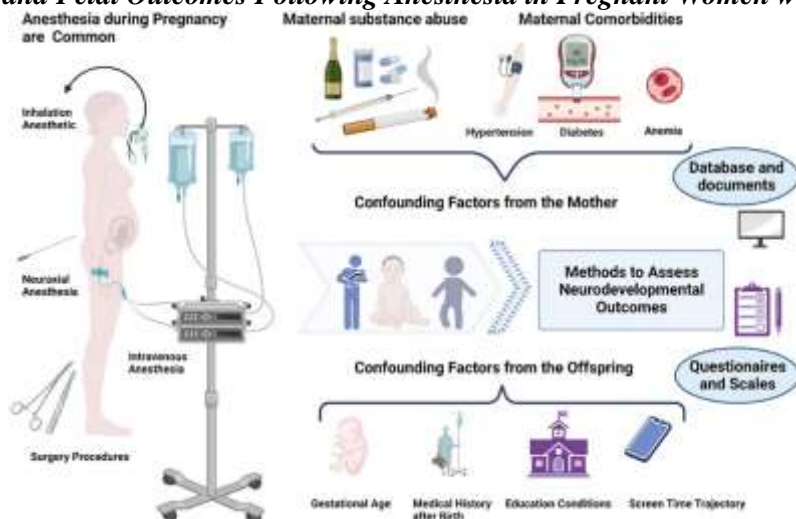 and Fetal Outcomes Following Anesthesia in Pregnant Women w
Anesthesia during Pregnancy
are Common
Inhalation
Anesthetic
Neuronial
Anesthesia
Intravenous
Anesthesia
Surgery Procedures
Maternal substance abuse
Maternal Comorbidities
Hypertension
Diabetes
Anemia
Confounding Factors from the Mother
Database and
documents
Methods to Assess
Neurodevelopmental
Outcomes
Questionaires
and Scales
Confounding Factors from the Offspring
Gestational Age
Medical History
after Birth
Education Conditions
Screen Time Trajectory